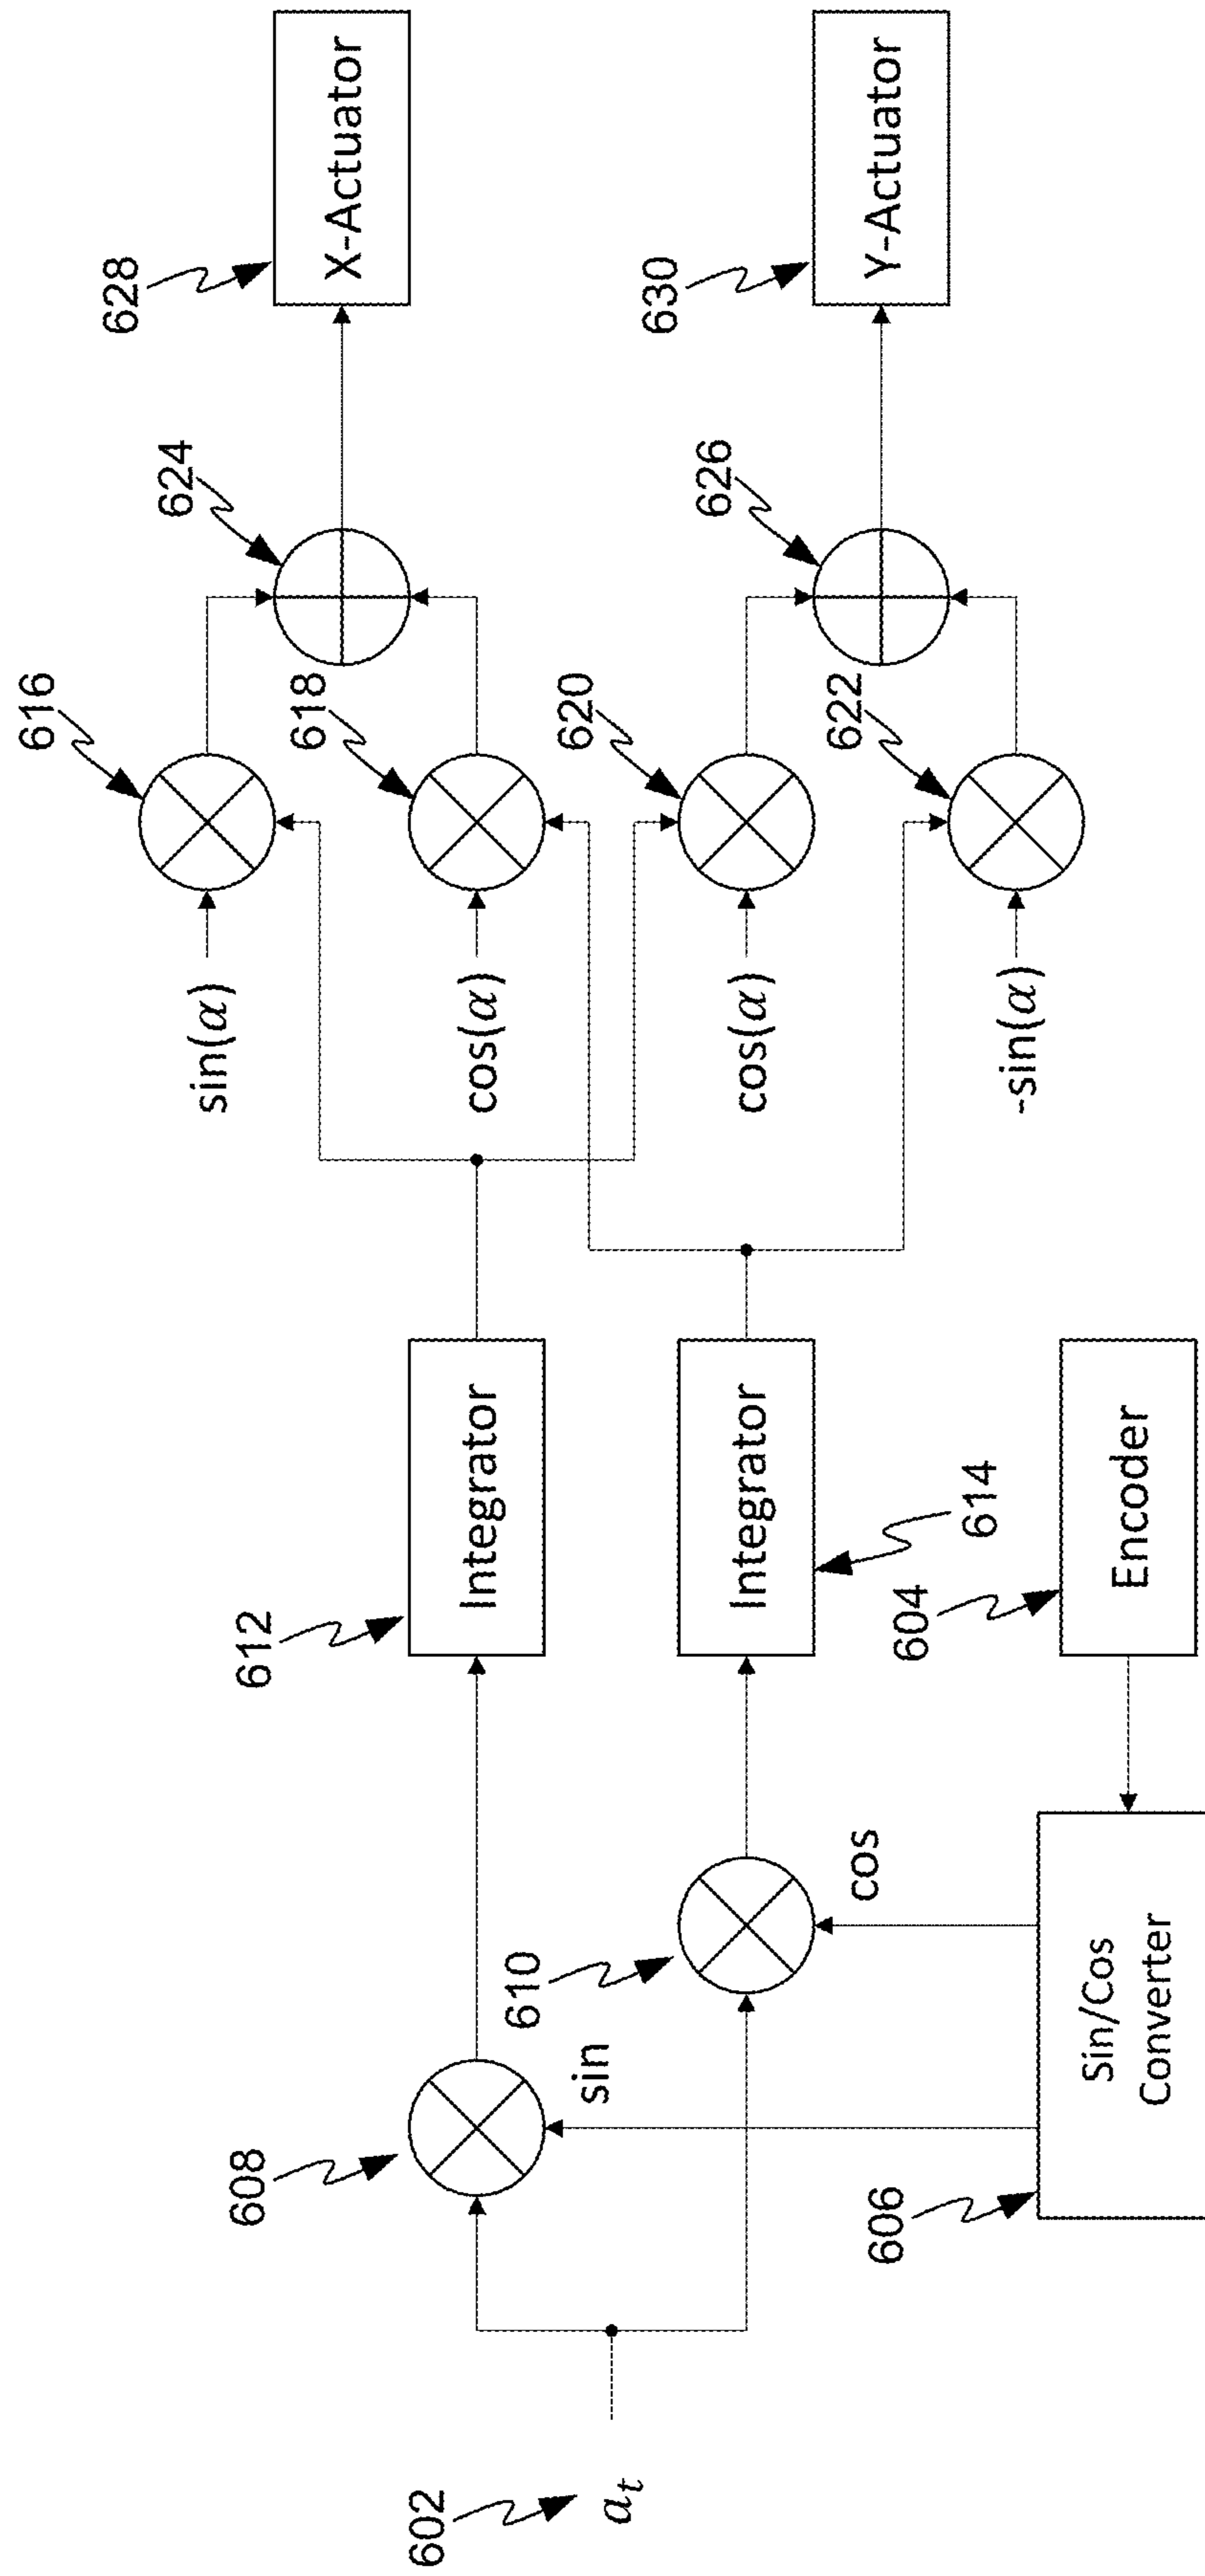 602
aₜ
608
sin
610
cos
606
Sin/Cos
Converter
604
Encoder
612
Integrator
Integrator
614
sin(α)
616
cos(α)
618
cos(α)
620
-sin(α)
622
624
626
628
X-Actuator
630
Y-Actuator